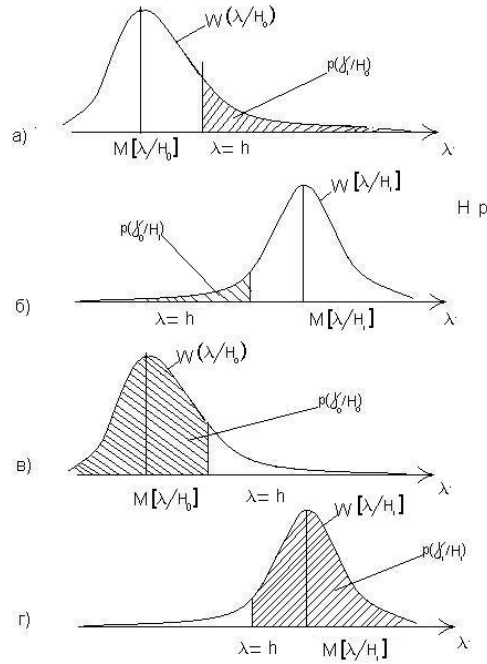 W(λ/H₀)
p(γ₁/H₀)
а)
M[λ/H₀] λ= h λ
W[λ/H₁]
H p
p(γ₀/H₁)
б)
λ= h M[λ/H₁] λ
W(λ/H₀)
p(γ₀/H₀)
в)
M[λ/H₀] λ= h λ
W[λ/H₁]
p(γ₁/H₁)
г)
λ= h M[λ/H₁] λ